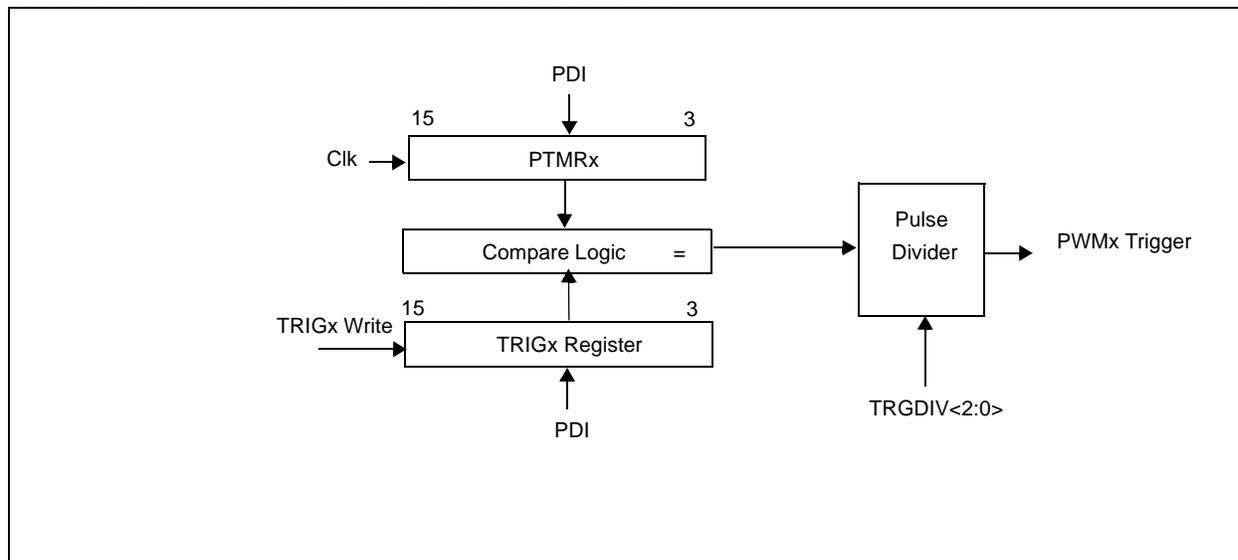 PDI
15 3
Clk
PTMRx
Compare Logic =
Pulse
Divider
PWMx Trigger
15 3
TRIGx Write
TRIGx Register
TRGDIV<2:0>
PDI